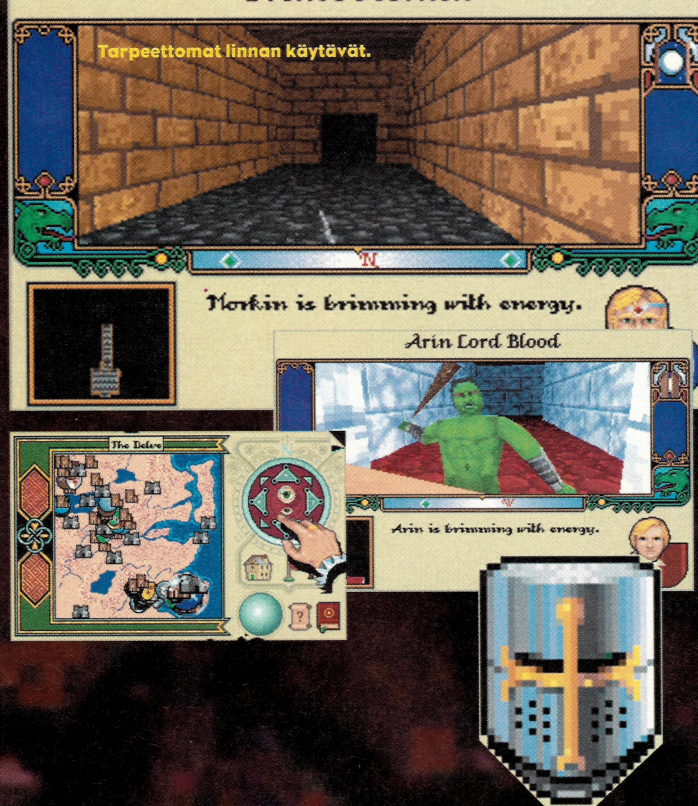 Tarpeettomat linnan käytävät.
N
Morkin is brimming with energy.
Arin Lord Blood
The Delve
Arin is brimming with energy.
?